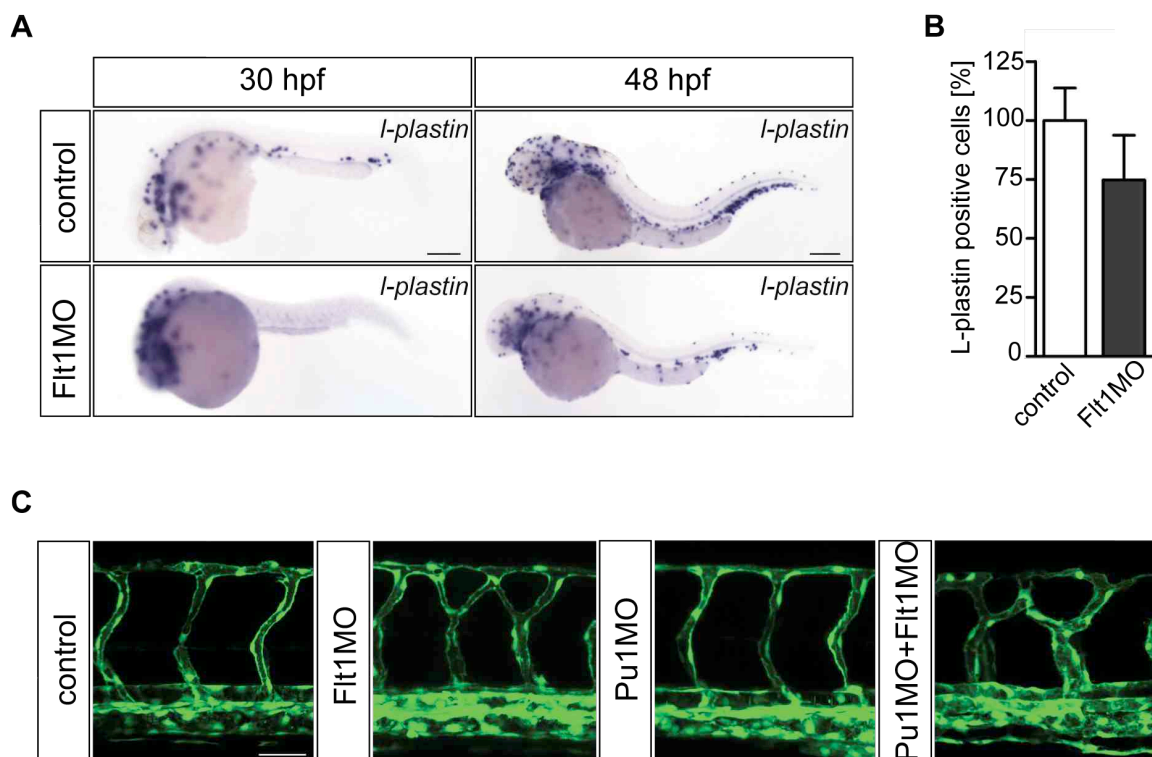 A
30 hpf
48 hpf
control
l-plastin
l-plastin
Flt1MO
l-plastin
l-plastin
B
L-plastin positive cells [%]
125
100
75
50
25
0
control
Flt1MO
C
control
Flt1MO
Pu1MO
Pu1MO+Flt1MO